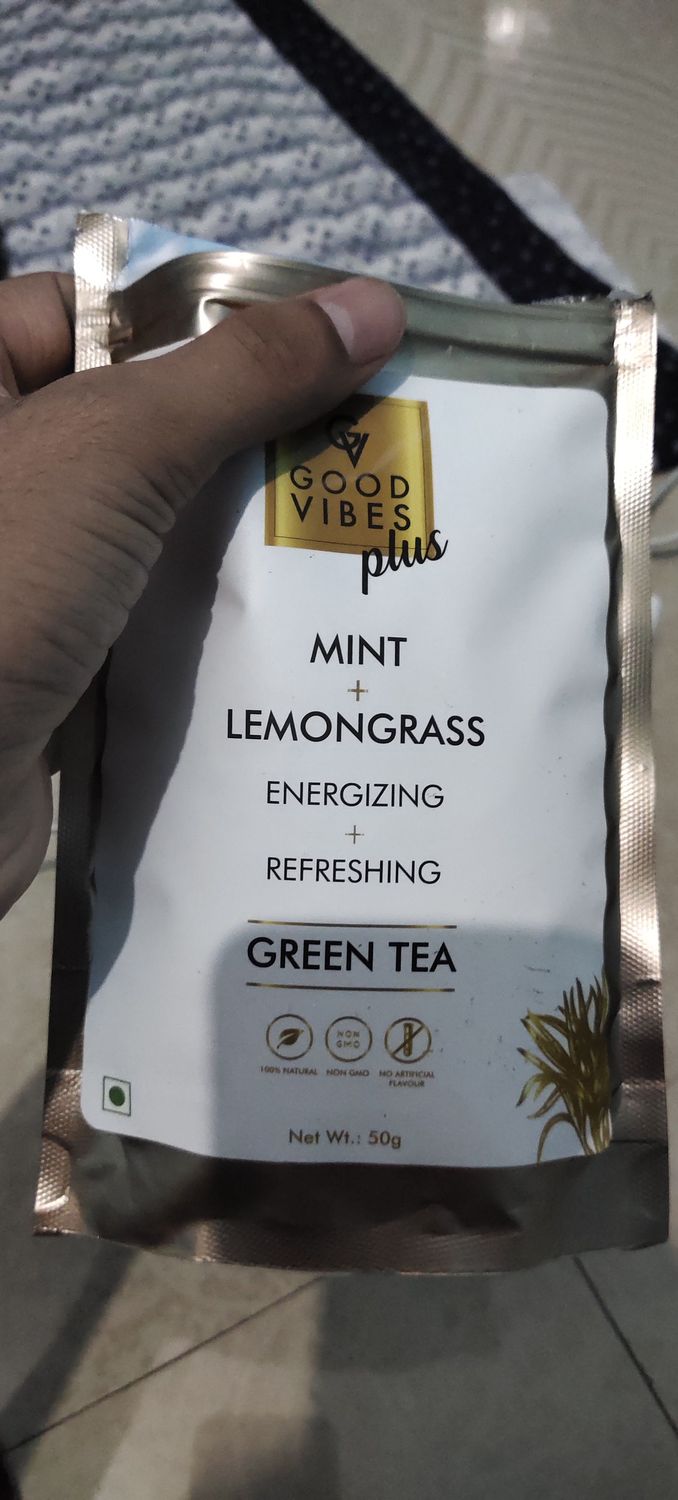 GV
GOOD
VIBES
plus
MINT
+
LEMONGRASS
ENERGIZING
+
REFRESHING
GREEN TEA
NON
GMO
100% NATURAL NON GMO NO ARTIFICIAL
FLAVOUR
Net Wt.: 50g